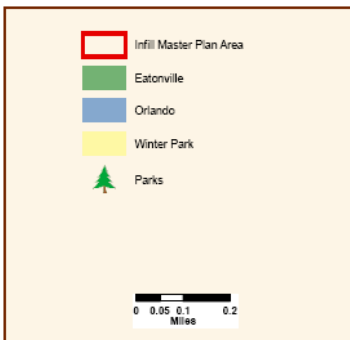 Infill Master Plan Area
Eatonville
Orlando
Winter Park
Parks
0 0.05 0.1 0.2
Miles